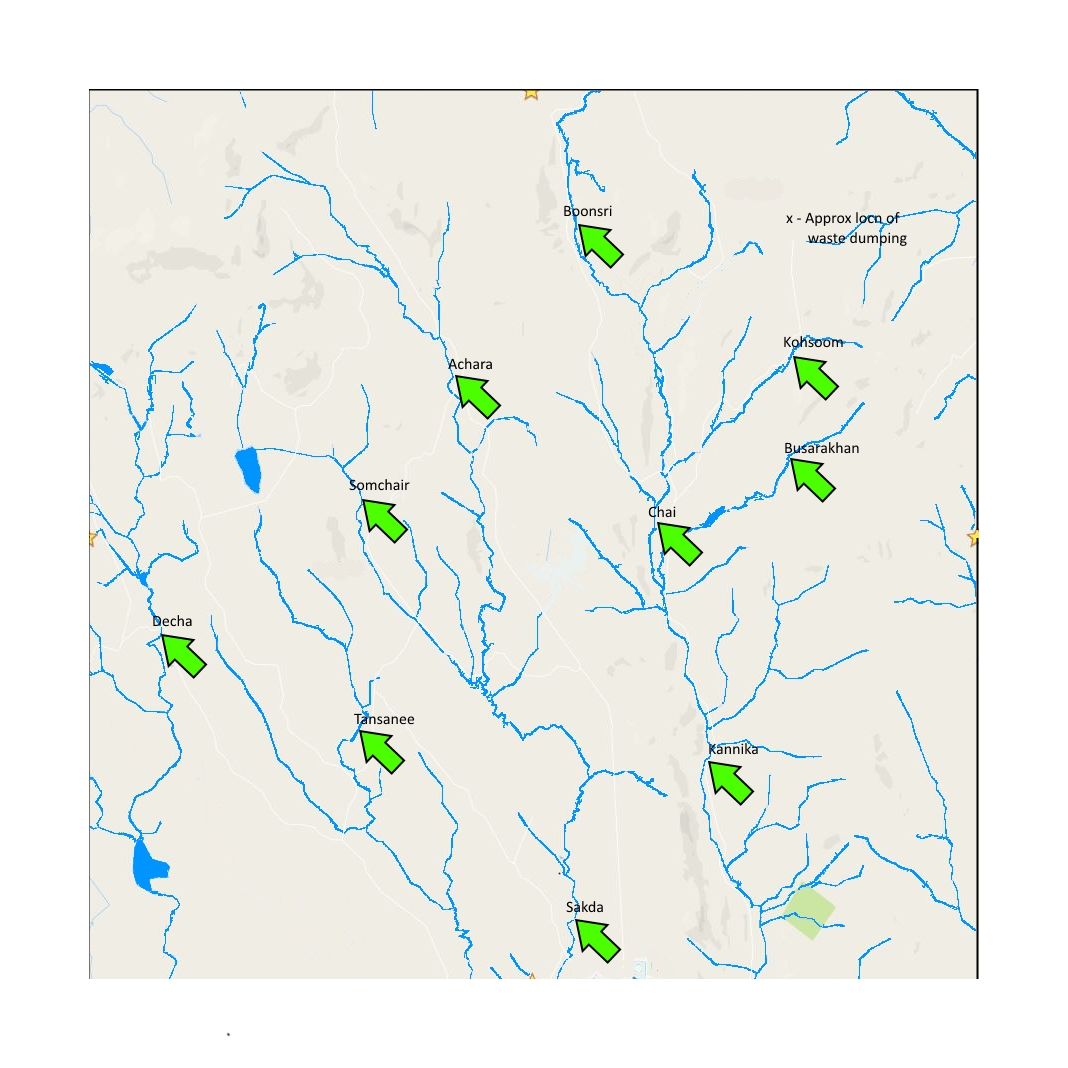 Boonsri
x - Approx locn of
waste dumping
Kohsoom
Achara
Busarakhan
Somchair
Chai
Decha
Tansanee
Kannika
Sakda